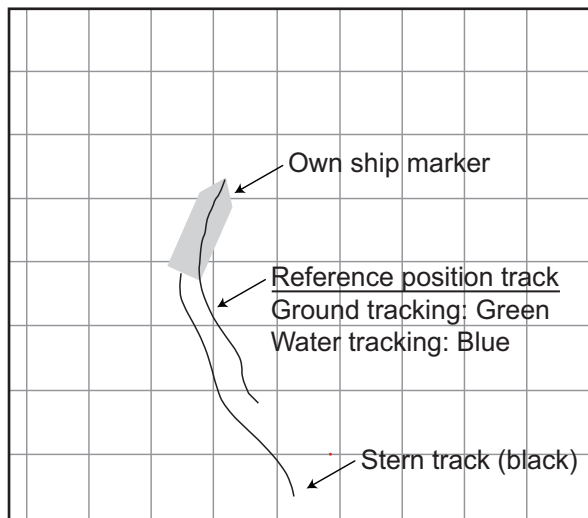 Own ship marker
Reference position track
Ground tracking: Green
Water tracking: Blue
Stern track (black)